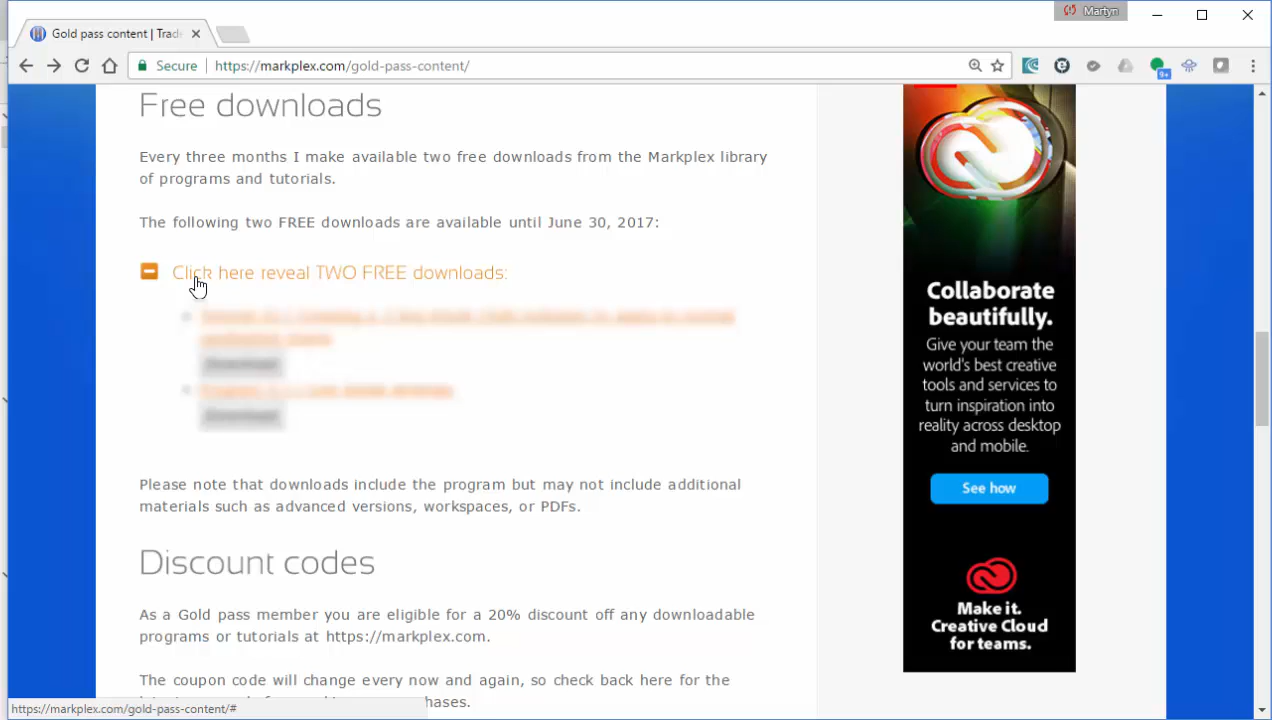 Martyn
Gold pass content | Trad
Secure
https://markplex.com/gold-pass-content/
9+
Free downloads
Every three months I make available two free downloads from the Markplex library
of programs and tutorials.
The following two FREE downloads are available until June 30, 2017:
Click here reveal TWO FREE downloads:
Please note that downloads include the program but may not include additional
materials such as advanced versions, workspaces, or PDFs.
Discount codes
As a Gold pass member you are eligible for a 20% discount off any downloadable
programs or tutorials at https://markplex.com.
The coupon code will change every now and again, so check back here for the
https://markplex.com/gold-pass-content/#
Collaborate
beautifully.
Give your team the
world's best creative
tools and services to
turn inspiration into
reality across desktop
and mobile.
See how
Make it.
Creative Cloud
for teams.